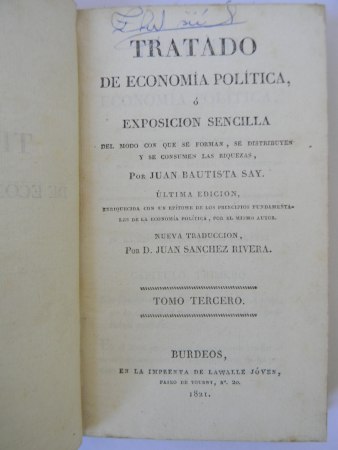 TRATADO
DE ECONOMÍA POLÍTICA,
ó
EXPOSICION SENCILLA
DEL MODO CON QUE SE FORMAN, SE DISTRIBUYEN
Y SE CONSUMEN LAS RIQUEZAS,
POR JUAN BAUTISTA SAY.
ÚLTIMA EDICION,
ENRIQUECIDA CON UN EPÍTOME DE LOS PRINCIPIOS FUNDAMENTA-
LES DE LA ECONOMÍA POLÍTICA, POR EL MISMO AUTOR.
NUEVA TRADUCCION,
POR D. JUAN SANCHEZ RIVERA.
TOMO TERCERO.
BURDEOS,
EN LA IMPRENTA DE LAWALLE JÓVEN,
PASEO DE TOURNY, Nº. 20.
1821.